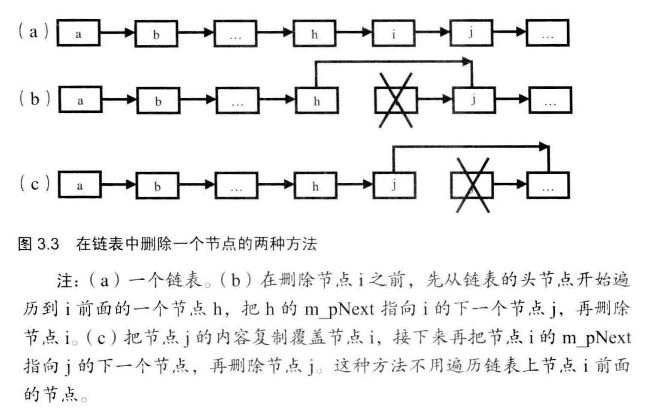 （a） a b ... h i j ...
（b） a b ... h j ...
（c） a b ... h j ...
图 3.3 在链表中删除一个节点的两种方法
注：（a）一个链表。（b）在删除节点 i 之前，先从链表的头节点开始遍
历到 i 前面的一个节点 h，把 h 的 m_pNext 指向 i 的下一个节点 j，再删除
节点 i。（c）把节点 j 的内容复制覆盖节点 i，接下来再把节点 i 的 m_pNext
指向 j 的下一个节点，再删除节点 j。这种方法不用遍历链表上节点 i 前面
的节点。